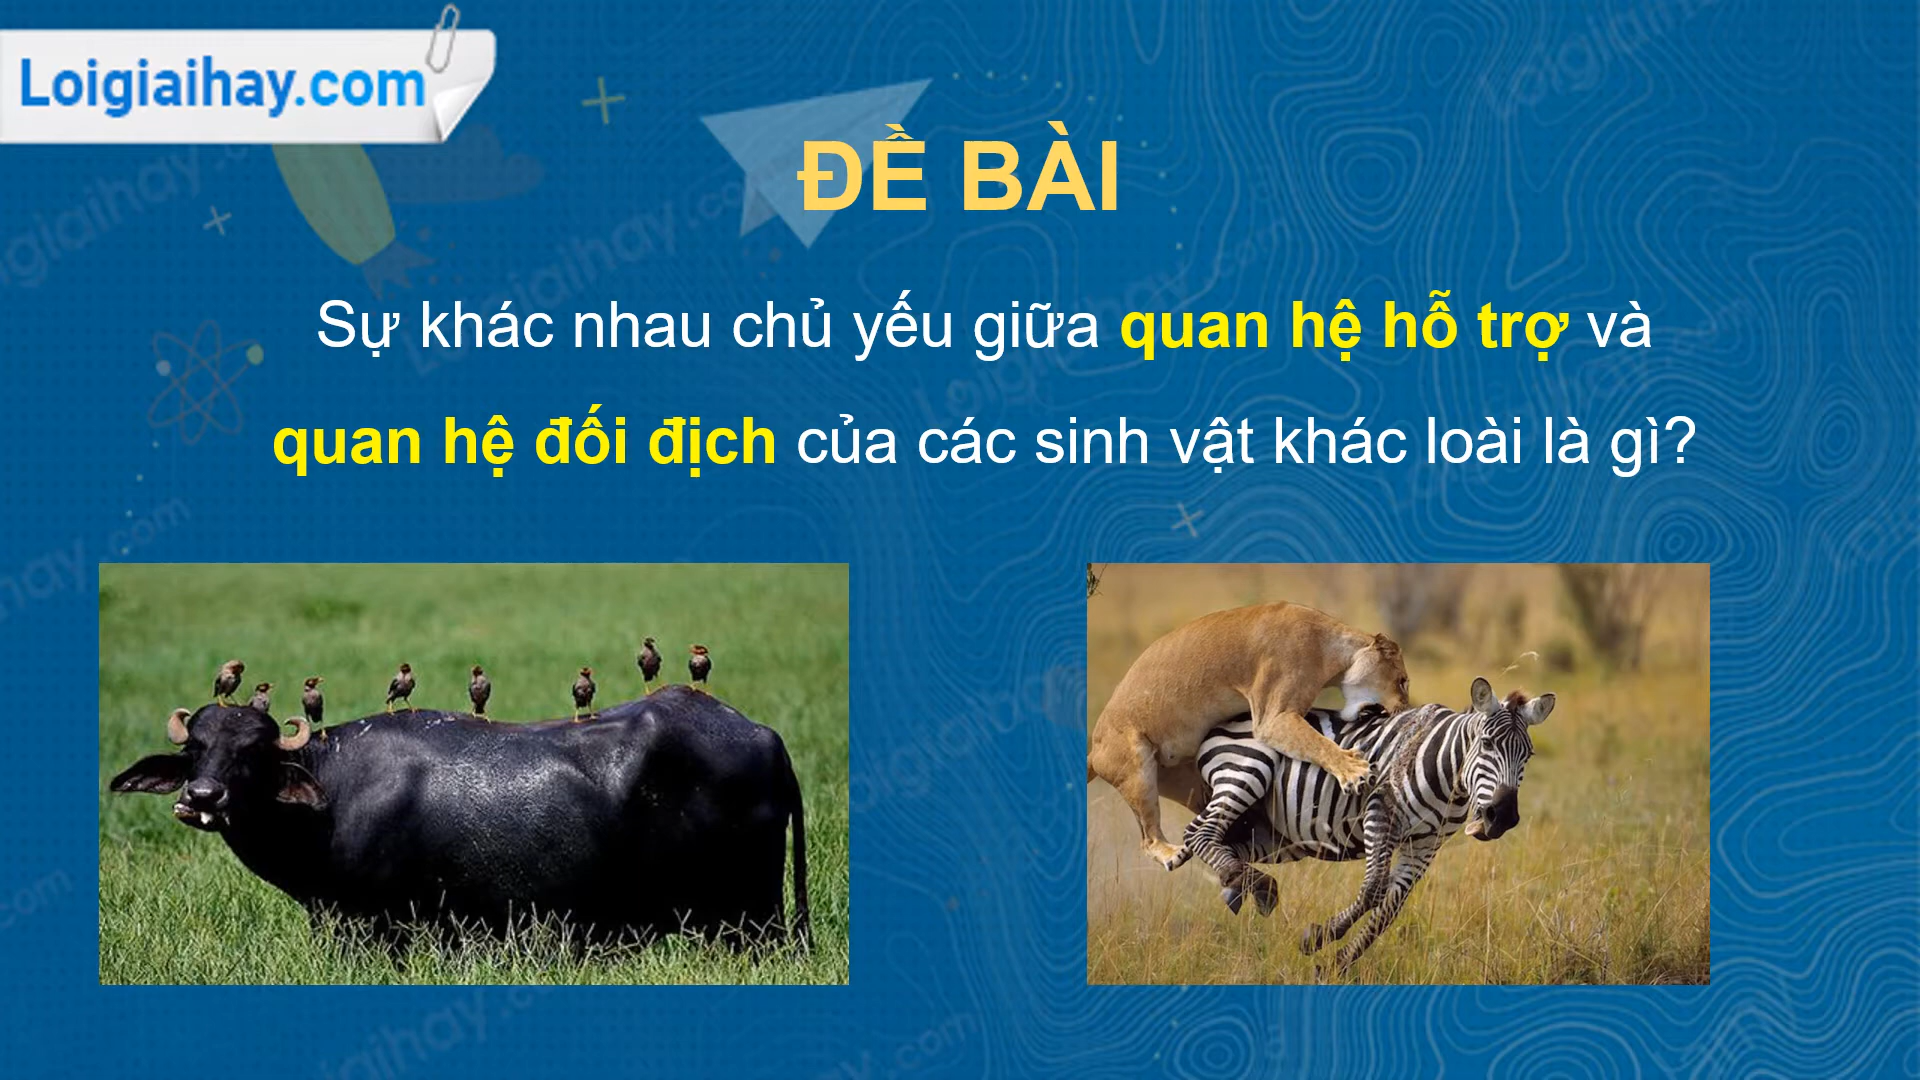 Loigiaihay.com
ĐỀ BÀI
Sự khác nhau chủ yếu giữa quan hệ hỗ trợ và
quan hệ đối địch của các sinh vật khác loài là gì?